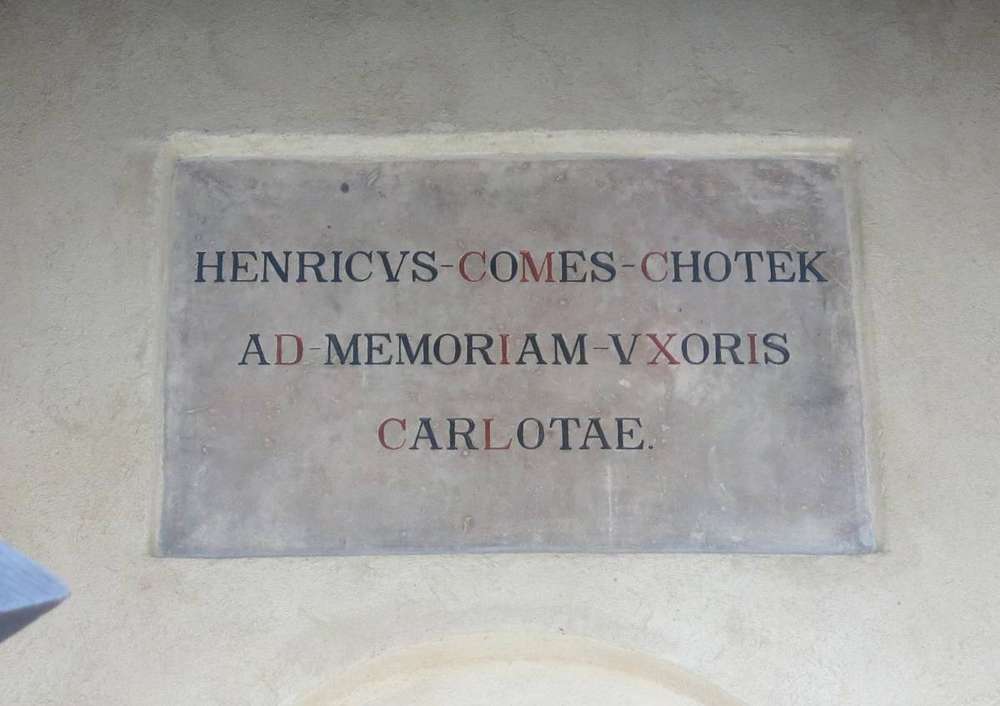 HENRICVS-COMES-CHOTEK
AD-MEMORIAM-VXORIS
CARLOTAE.